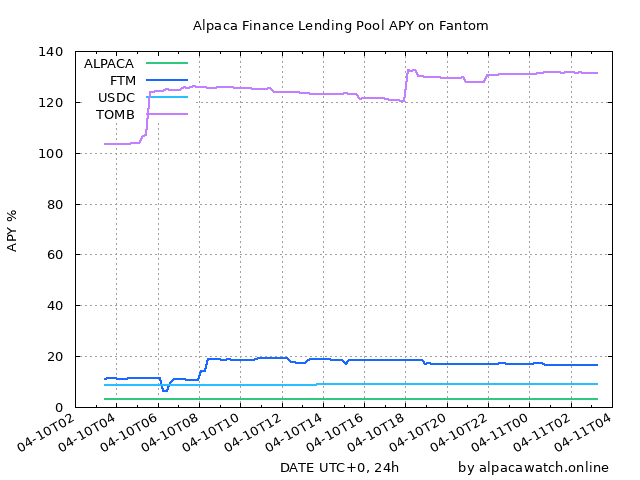 Alpaca Finance Lending Pool APY on Fantom
140
120
100
80
60
40
20
0
APY %
ALPACA
FTM
USDC
TOMB
04-10T02
04-10T04
04-10T06
04-10T08
04-10T10
04-10T12
04-10T14
04-10T16
04-10T18
04-10T20
04-10T22
04-11T00
04-11T02
04-11T04
DATE UTC+0, 24h
by alpacawatch.online